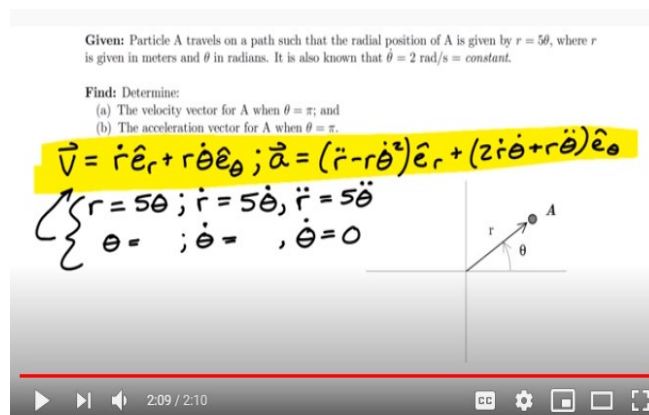 Given: Particle A travels on a path such that the radial position of A is given by r = 5θ, where r
is given in meters and θ in radians. It is also known that θ̇ = 2 rad/s = constant.
Find: Determine:
(a) The velocity vector for A when θ = π; and
(b) The acceleration vector for A when θ = π.
v⃗ = ṙêᵣ + rθ̇ê_θ ; a⃗ = (r̈ - rθ̇²)êᵣ + (2ṙθ̇ + rθ̈)ê_θ
{ r = 5θ ; ṙ = 5θ̇, r̈ = 5θ̈
θ = ; θ̇ = , θ̈ = 0
A
r
θ
2:09 / 2:10
CC